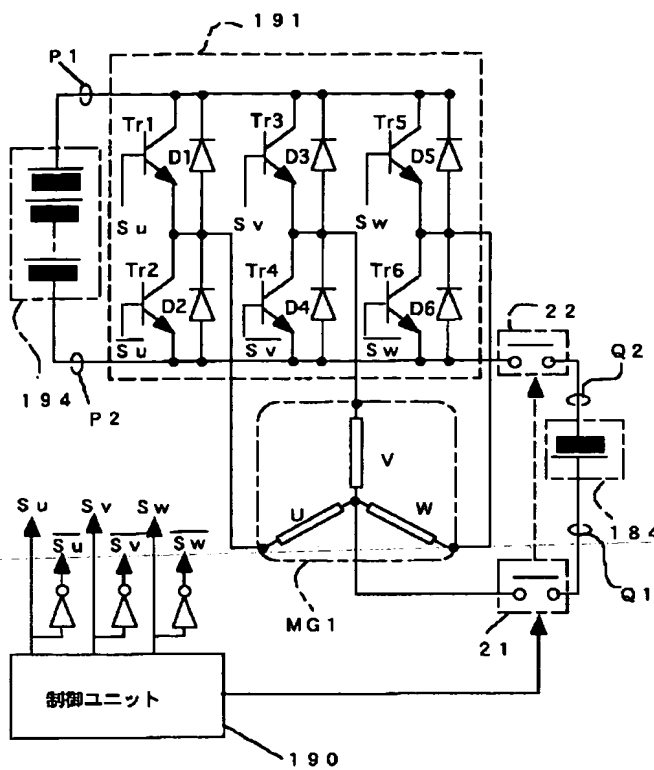 191
P1
Tr1
D1
Tr3
D3
Tr5
D5
Su
Sv
Sw
Tr2
D2
Tr4
D4
Tr6
D6
Su
Sv
Sw
22
Q2
194
P2
V
U
W
184
Su
Sv
Sw
Su
Sv
Sw
Q1
MG1
21
制御ユニット
190